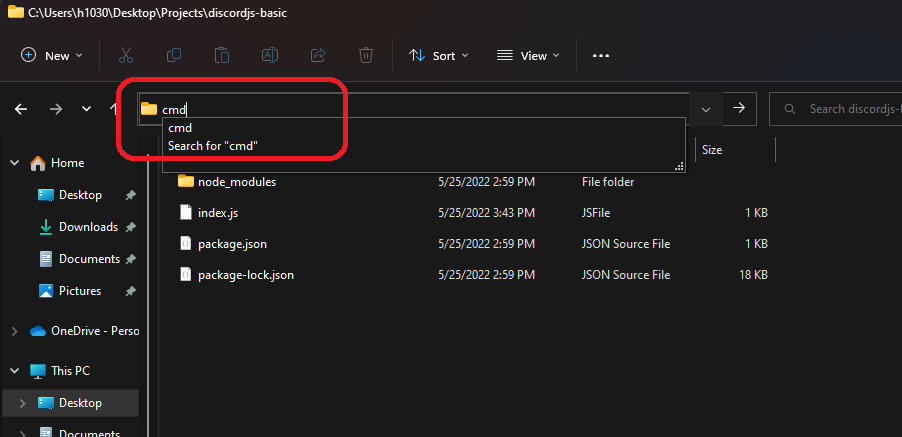 C:\Users\h1030\Desktop\Projects\discordjs-basic
New Sort View
cmd
Search discordjs-b
cmd
Search for "cmd"
Size
Home
Desktop
Downloads
Documents
Pictures
OneDrive - Perso
This PC
Desktop
Documents
node_modules 5/25/2022 2:59 PM File folder
index.js 5/25/2022 3:43 PM JSFile 1 KB
package.json 5/25/2022 2:59 PM JSON Source File 1 KB
package-lock.json 5/25/2022 2:59 PM JSON Source File 18 KB